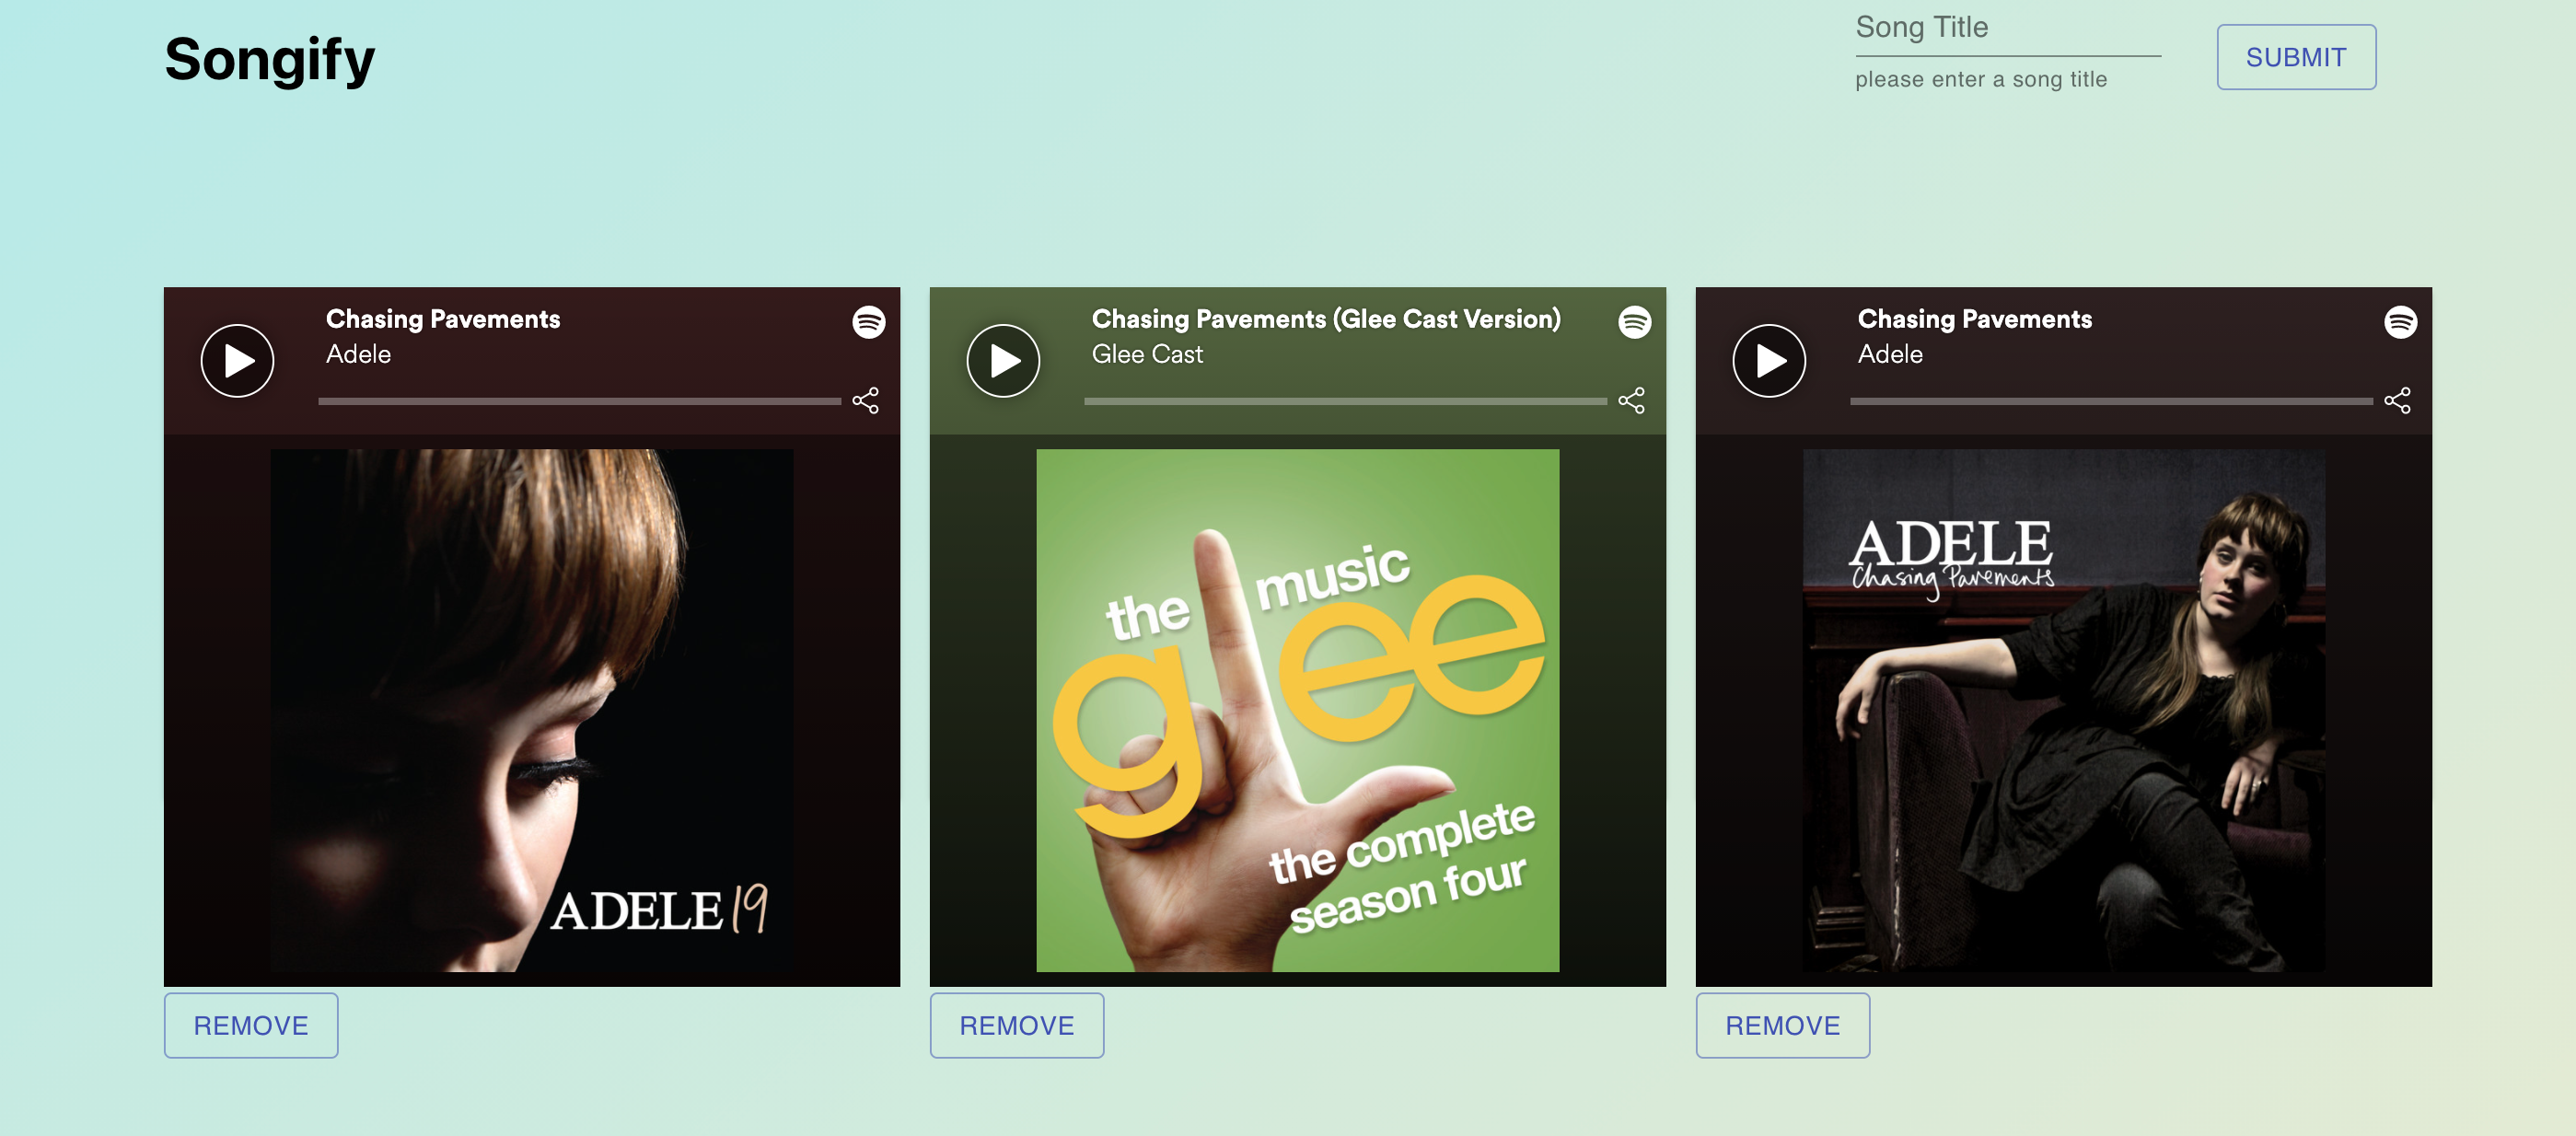 Songify
Song Title
please enter a song title
SUBMIT
Chasing Pavements
Adele
ADELE 19
REMOVE
Chasing Pavements (Glee Cast Version)
Glee Cast
the music
glee
the complete
season four
REMOVE
Chasing Pavements
Adele
ADELE
Chasing Pavements
REMOVE